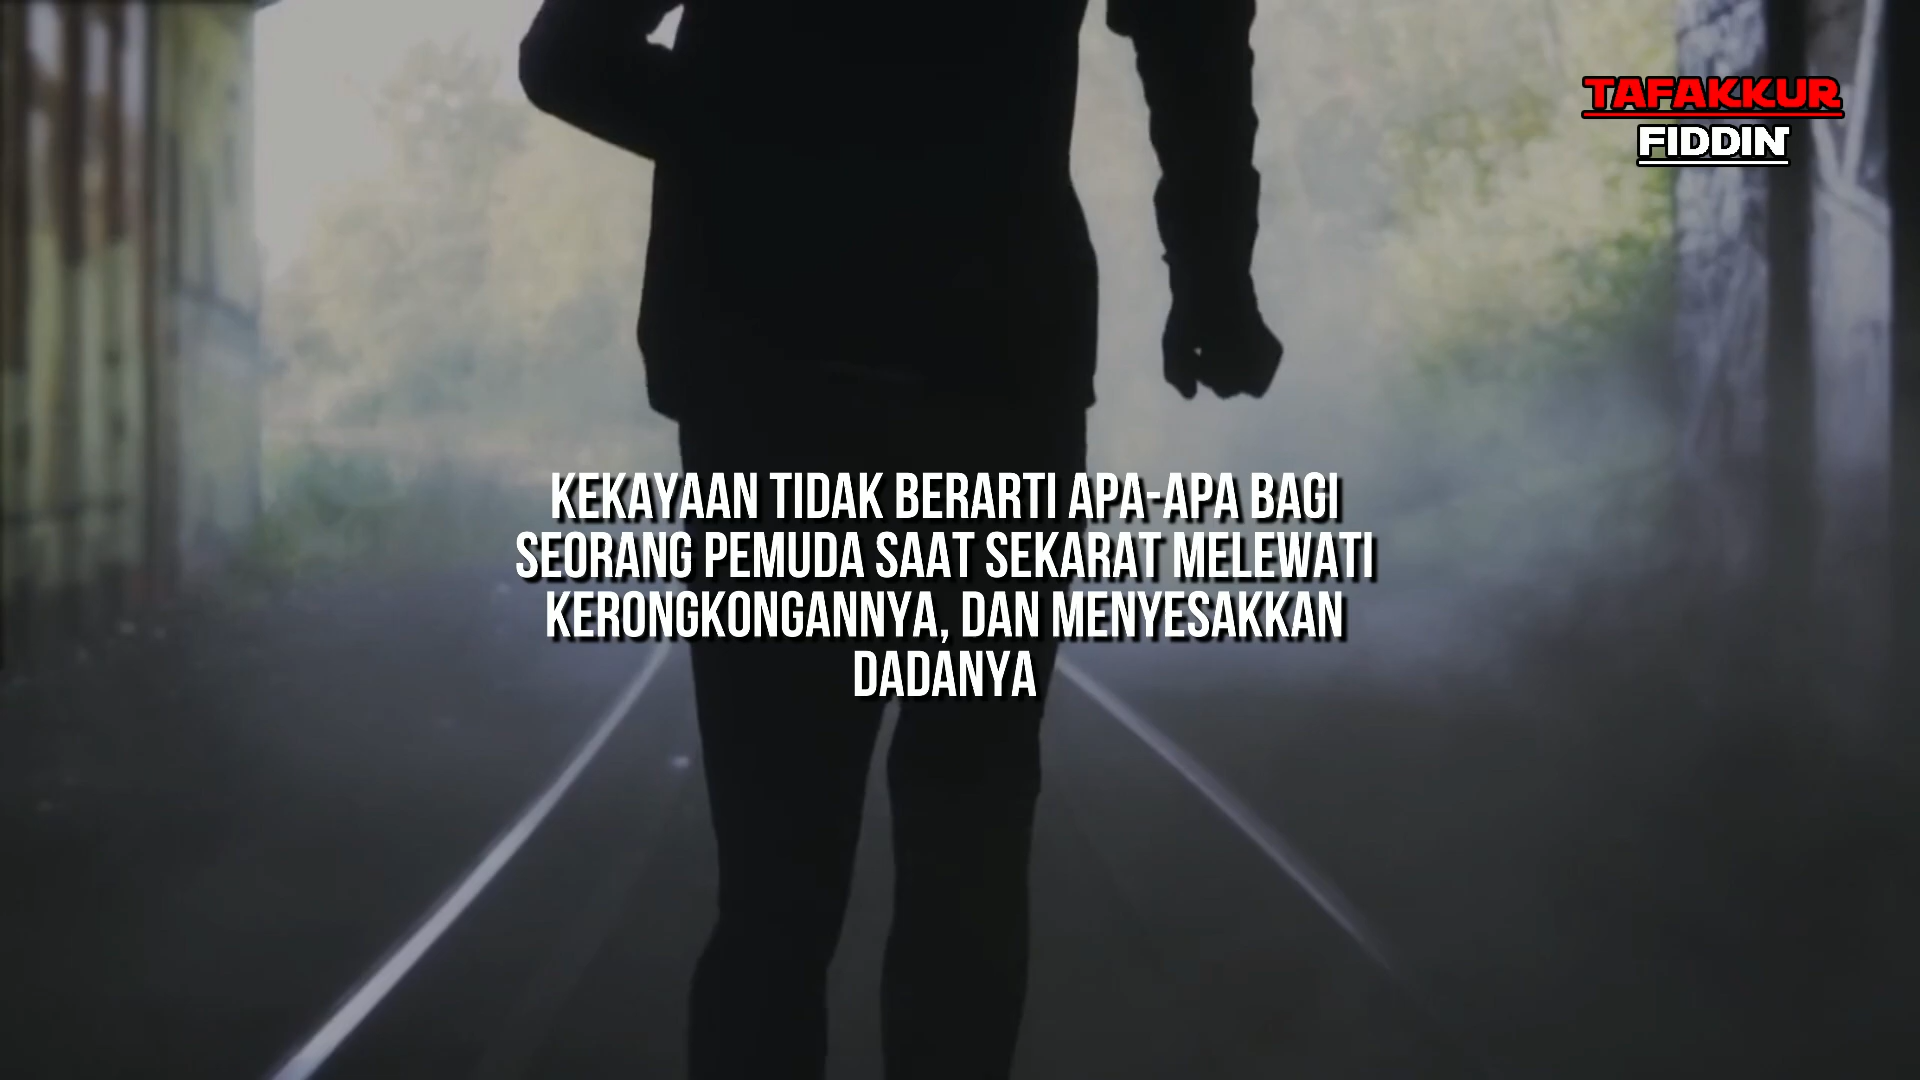 TAFAKKUR
FIDDIN
KEKAYAAN TIDAK BERARTI APA-APA BAGI
SEORANG PEMUDA SAAT SEKARAT MELEWATI
KERONGKONGANNYA, DAN MENYESAKKAN
DADANYA